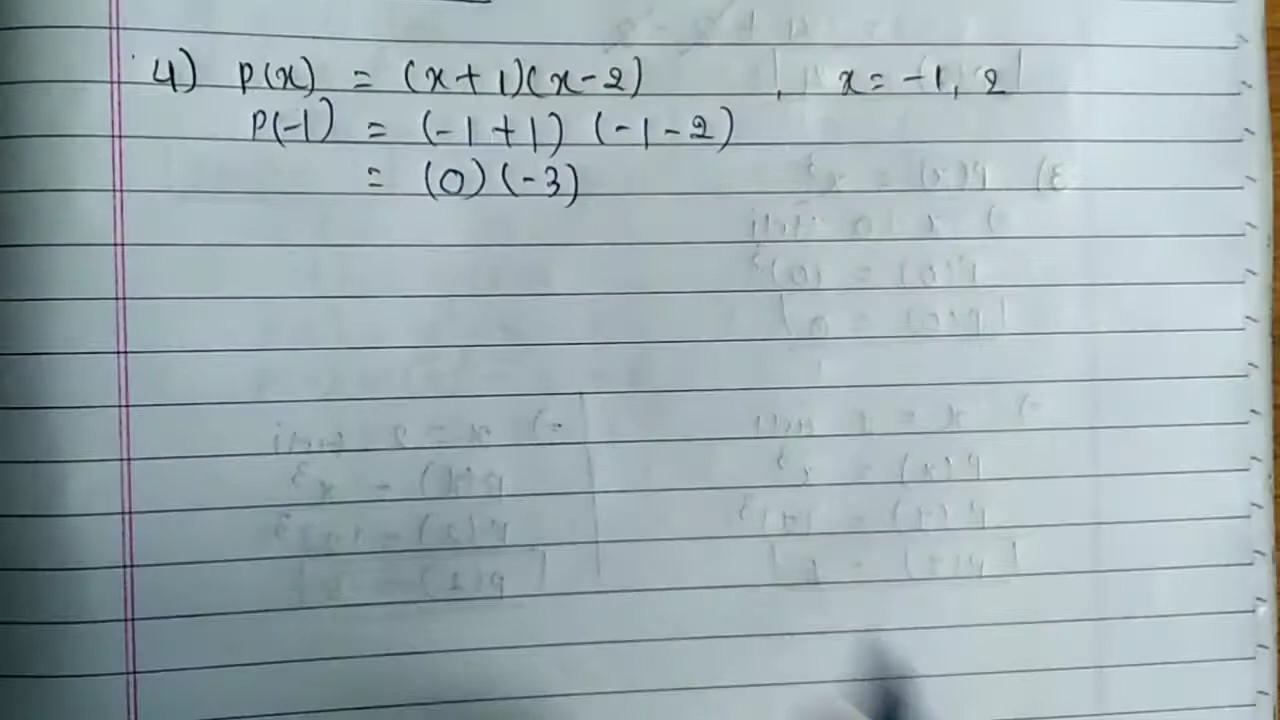 4) P(x) = (x+1)(x-2) , x = -1, 2
P(-1) = (-1+1) (-1-2)
= (0)(-3)